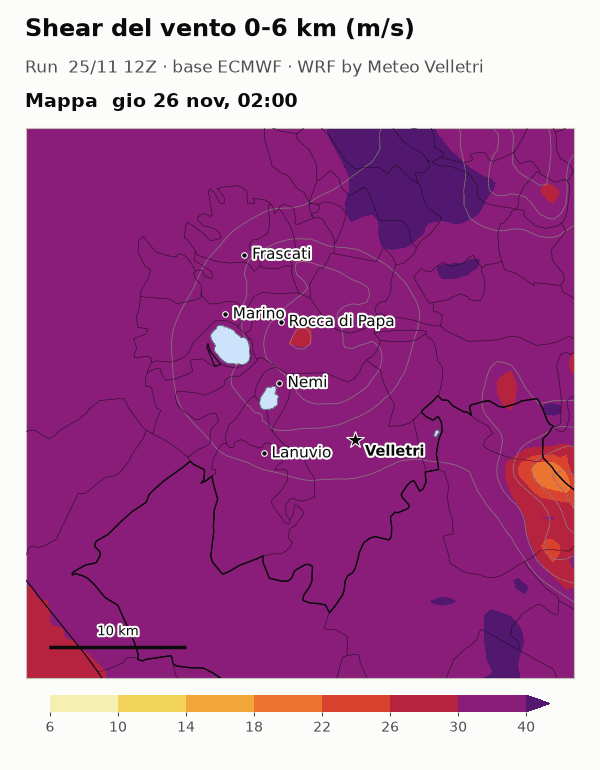 Shear del vento 0-6 km (m/s)
Run  25/11 12Z · base ECMWF · WRF by Meteo Velletri
Mappa  gio 26 nov, 02:00
Frascati
Marino
Rocca di Papa
Nemi
Velletri
Lanuvio
10 km
6 10 14 18 22 26 30 40